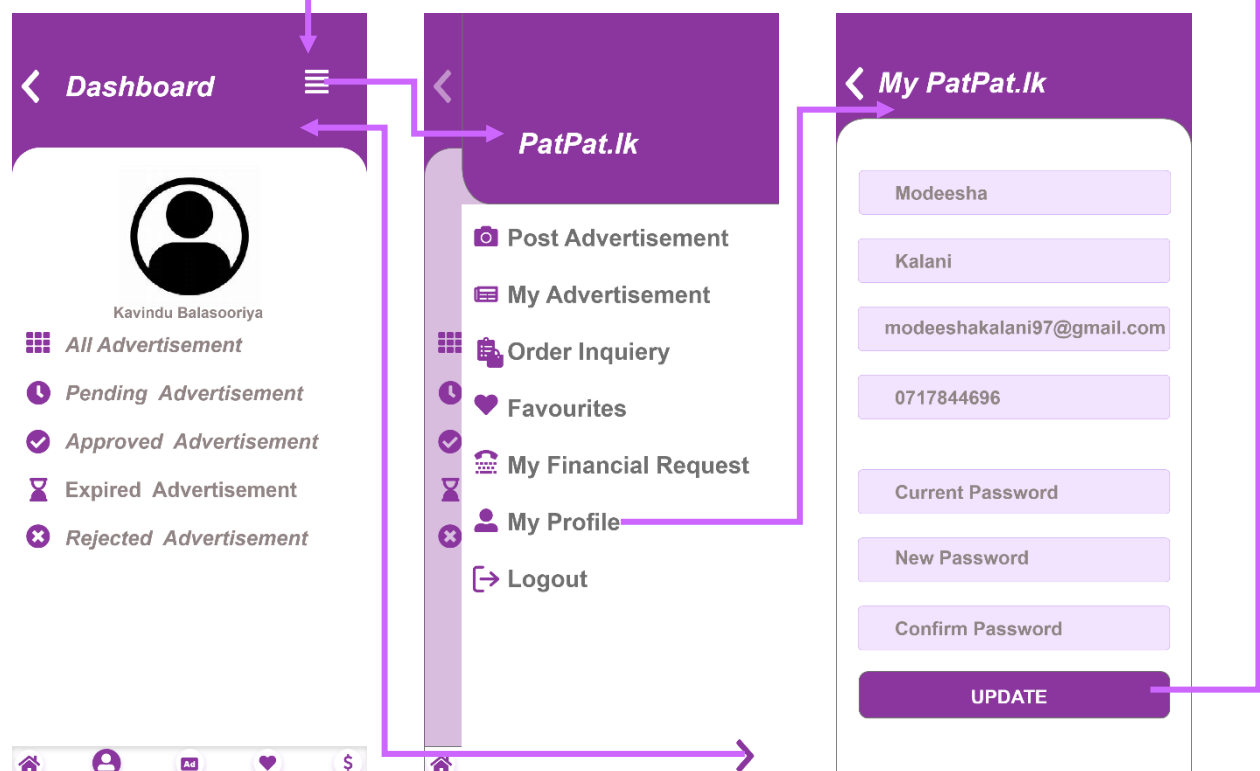 Dashboard
Kavindu Balasooriya
All Advertisement
Pending Advertisement
Approved Advertisement
Expired Advertisement
Rejected Advertisement
Ad
$
PatPat.lk
Post Advertisement
My Advertisement
Order Inquiery
Favourites
My Financial Request
My Profile
Logout
My PatPat.lk
Modeesha
Kalani
modeeshakalani97@gmail.com
0717844696
Current Password
New Password
Confirm Password
UPDATE